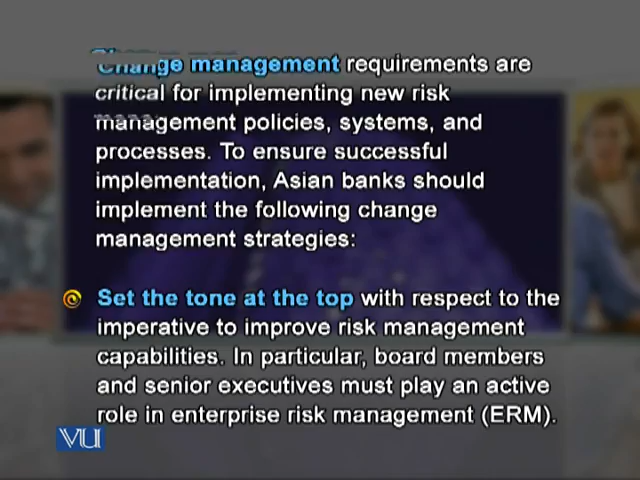 Change management requirements are
critical for implementing new risk
management policies, systems, and
processes. To ensure successful
implementation, Asian banks should
implement the following change
management strategies:
Set the tone at the top with respect to the
imperative to improve risk management
capabilities. In particular, board members
and senior executives must play an active
role in enterprise risk management (ERM).
VU